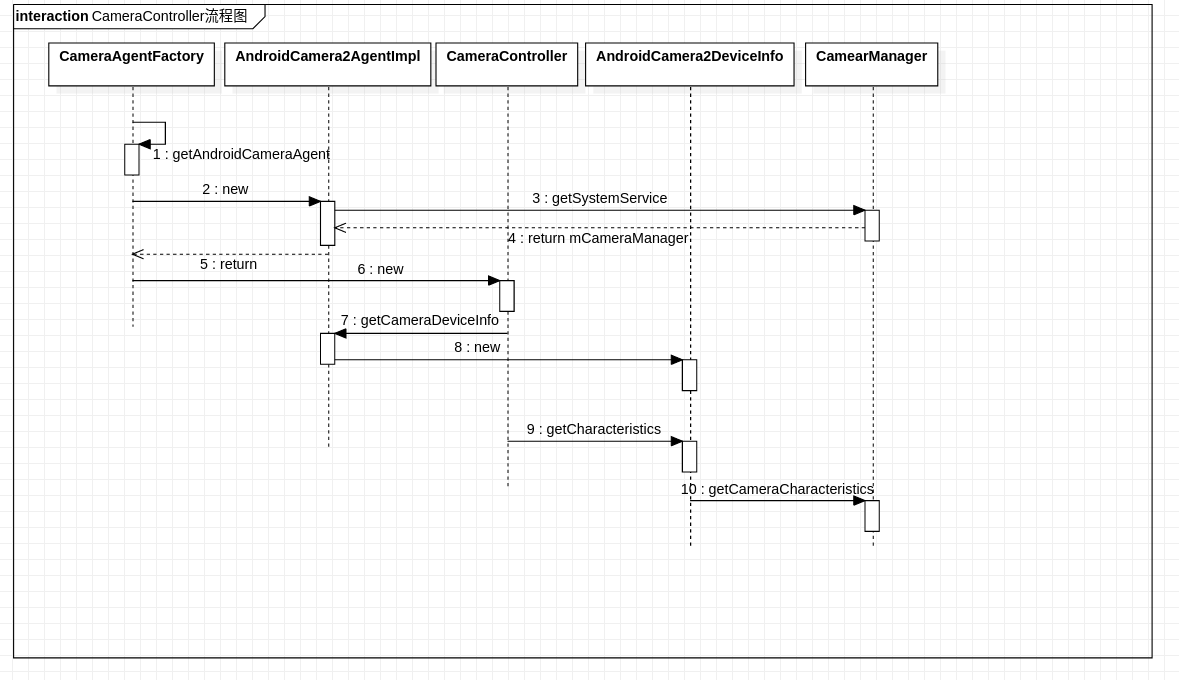 interaction CameraController流程图
CameraAgentFactory
AndroidCamera2AgentImpl
CameraController
AndroidCamera2DeviceInfo
CamearManager
1 : getAndroidCameraAgent
2 : new
3 : getSystemService
4 : return mCameraManager
5 : return
6 : new
7 : getCameraDeviceInfo
8 : new
9 : getCharacteristics
10 : getCameraCharacteristics